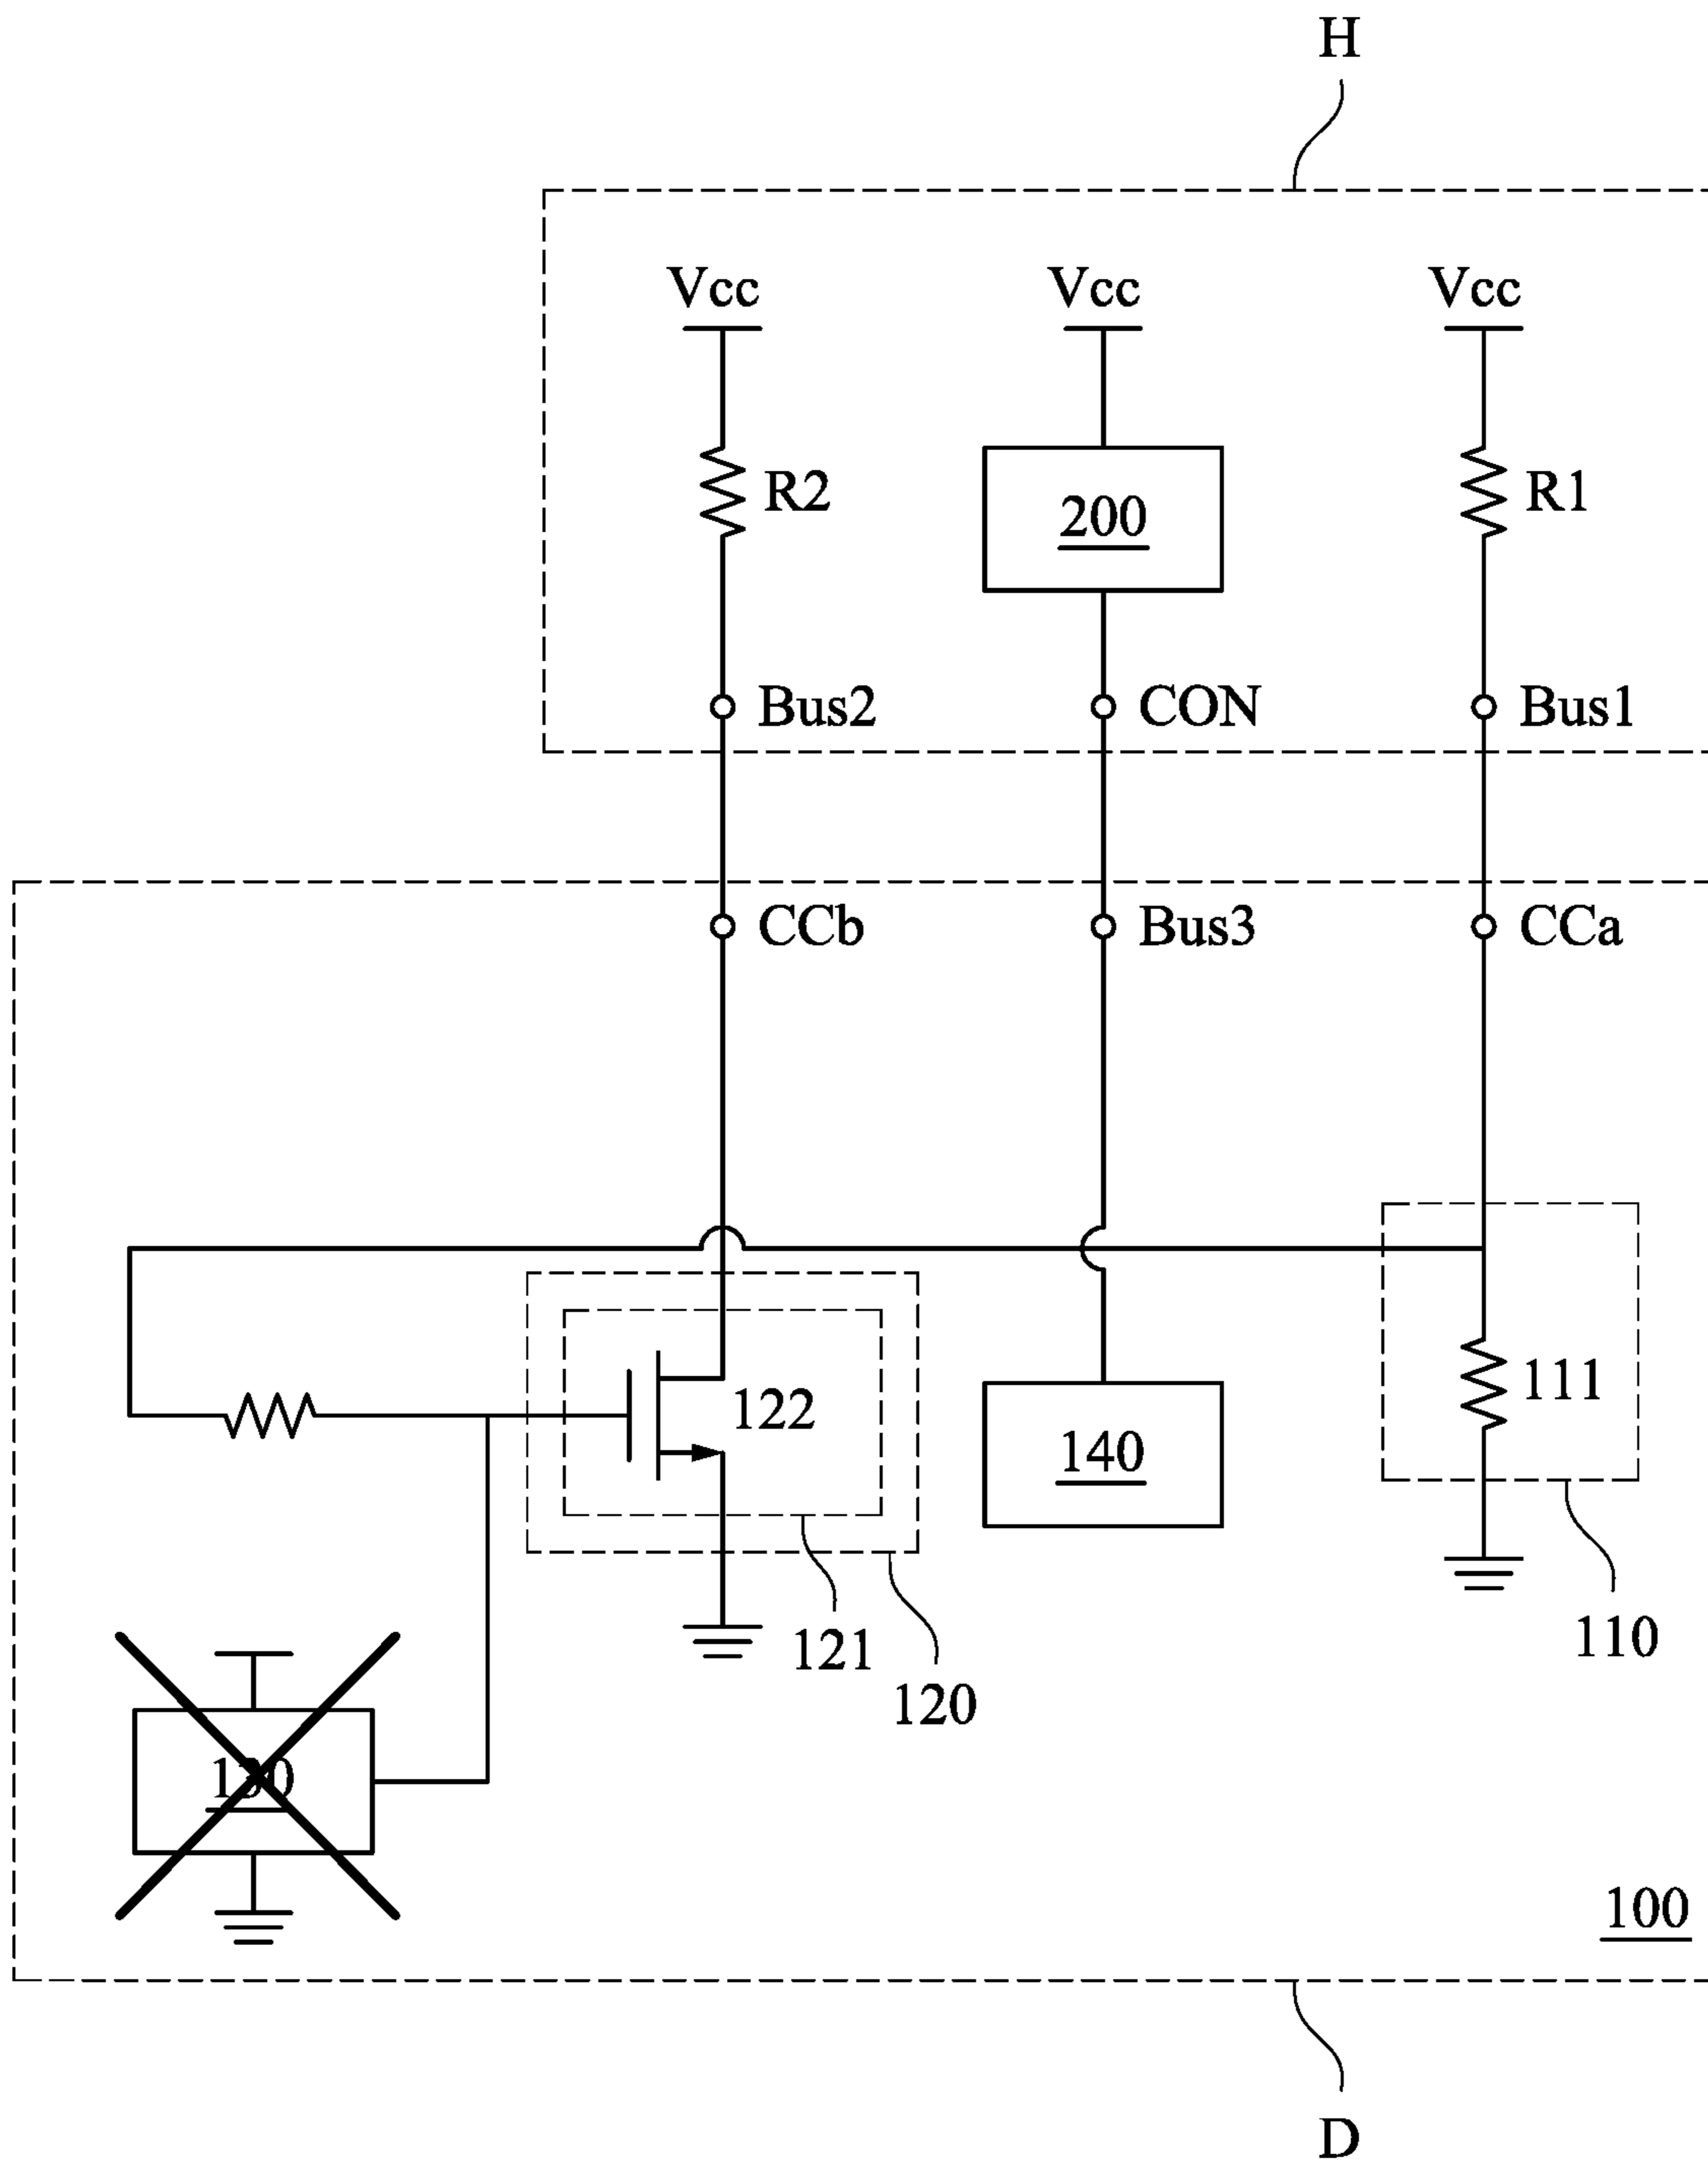 H
Vcc Vcc Vcc
R2 200 R1
Bus2 CON Bus1
CCb Bus3 CCa
122 140 111
121 120 110
100
D